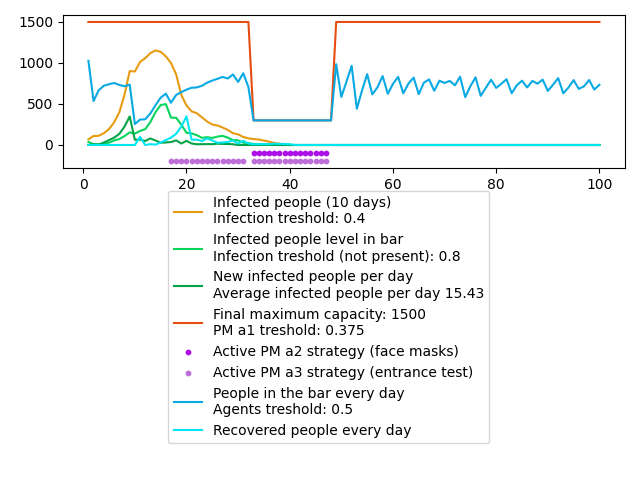 1500
1000
500
0
0
20
40
60
80
100
Infected people (10 days)
Infection treshold: 0.4
Infected people level in bar
Infection treshold (not present): 0.8
New infected people per day
Average infected people per day 15.43
Final maximum capacity: 1500
PM a1 treshold: 0.375
Active PM a2 strategy (face masks)
Active PM a3 strategy (entrance test)
People in the bar every day
Agents treshold: 0.5
Recovered people every day